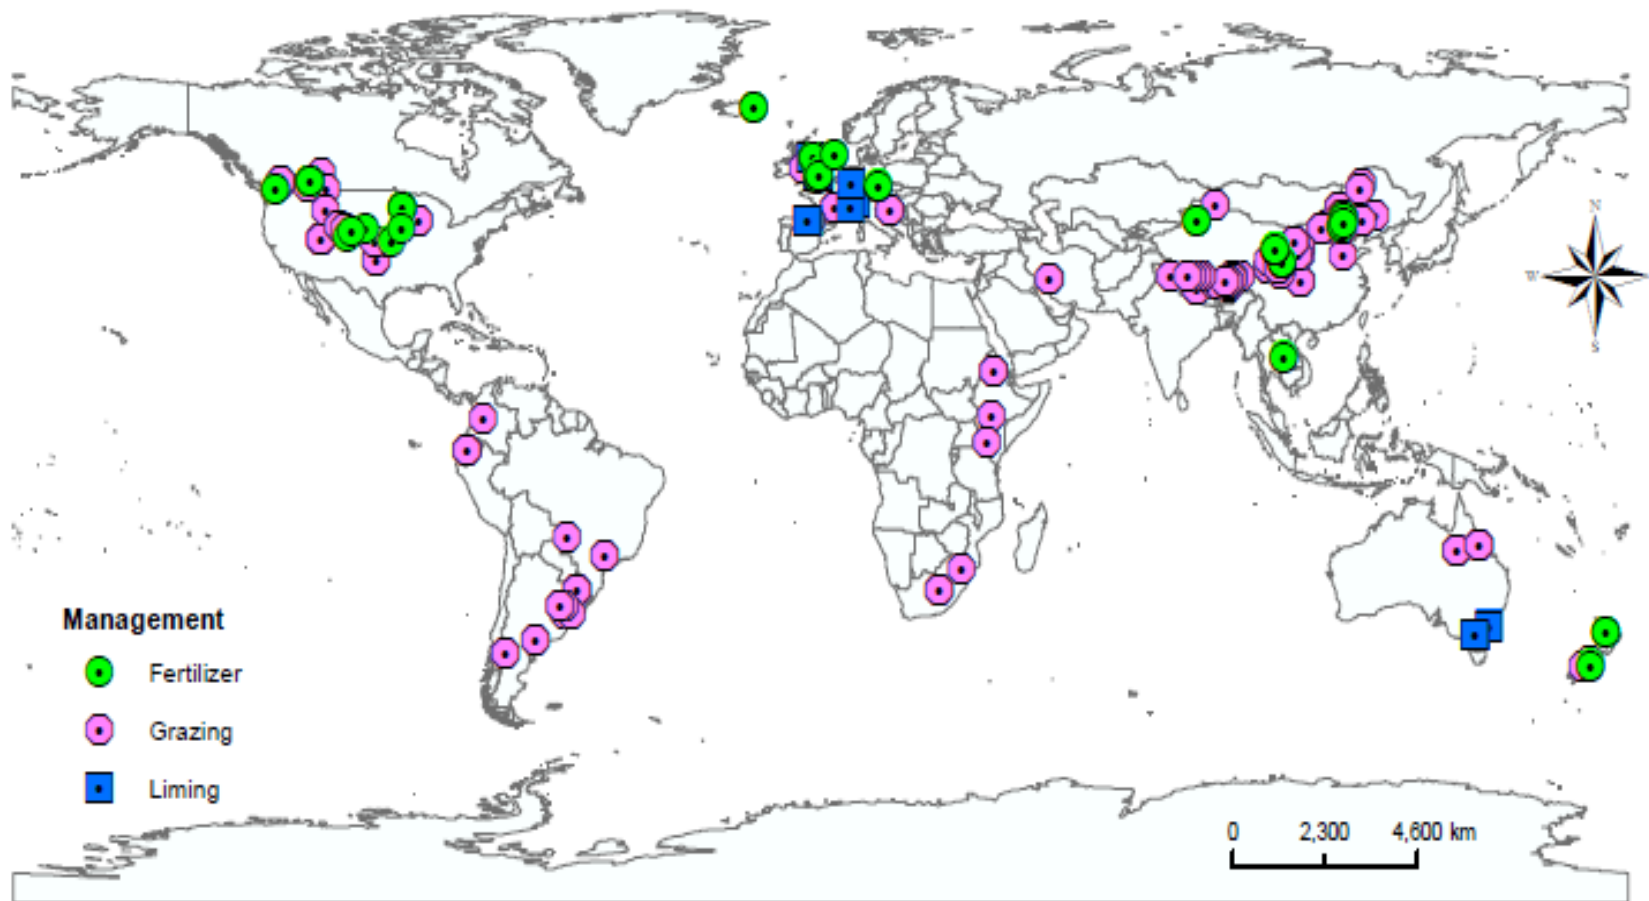 N
W
S
Management
Fertilizer
Grazing
Liming
0 2,300 4,600 km